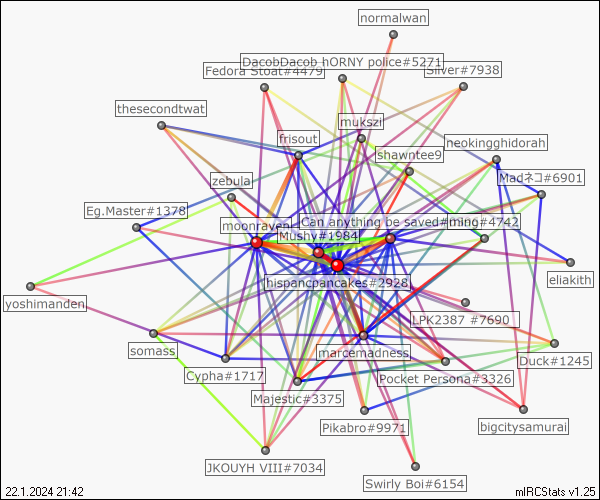 normalwan
DacobDacob hORNY police#5271
Fedora Stoat#4479
Silver#7938
thesecondtwat
mukszi
frisout
neokingghidorah
shawntee9
zebula
Madネコ#6901
Eg.Master#1378
moonraven
Can anything be saved#
ming#4742
Mushy#1984
eliakith
hispancpancakes#2928
yoshimanden
LPK2387 #7690
somass
marcemadness
Duck#1245
Cypha#1717
Pocket Persona#3326
Majestic#3375
Pikabro#9971
bigcitysamurai
JKOUYH VIII#7034
Swirly Boi#6154
22.1.2024 21:42
mIRCStats v1.25